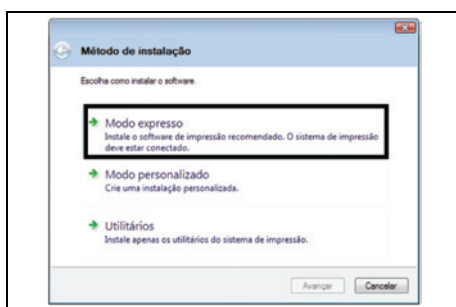 Método de instalação
Escolha como instalar o software.
Modo expresso
Instale o software de impressão recomendado. O sistema de impressão
deve estar conectado.
Modo personalizado
Crie uma instalação personalizada.
Utilitários
Instale apenas os utilitários do sistema de impressão.
Avançar Cancelar